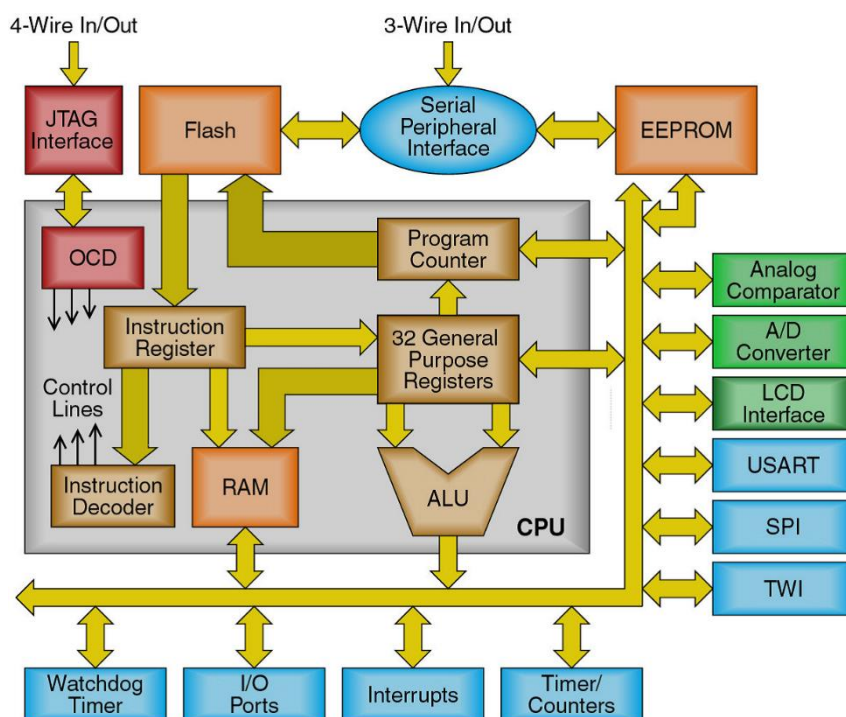 4-Wire In/Out
3-Wire In/Out
JTAG
Interface
Flash
Serial
Peripheral
Interface
EEPROM
OCD
Program
Counter
Analog
Comparator
Instruction
Register
32 General
Purpose
Registers
A/D
Converter
Control
Lines
LCD
Interface
USART
Instruction
Decoder
RAM
ALU
CPU
SPI
TWI
Watchdog
Timer
I/O
Ports
Interrupts
Timer/
Counters